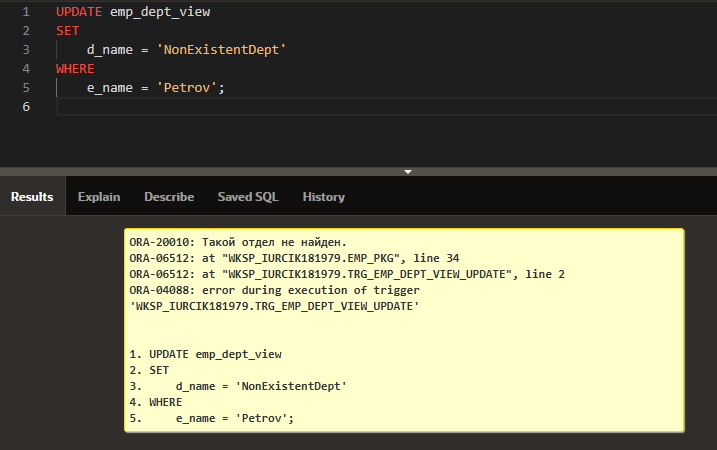 1 UPDATE emp_dept_view
2 SET
3     d_name = 'NonExistentDept'
4 WHERE
5     e_name = 'Petrov';
6
Results Explain Describe Saved SQL History
ORA-20010: Такой отдел не найден.
ORA-06512: at "WKSP_IURCIK181979.EMP_PKG", line 34
ORA-06512: at "WKSP_IURCIK181979.TRG_EMP_DEPT_VIEW_UPDATE", line 2
ORA-04088: error during execution of trigger
'WKSP_IURCIK181979.TRG_EMP_DEPT_VIEW_UPDATE'
1. UPDATE emp_dept_view
2. SET
3.     d_name = 'NonExistentDept'
4. WHERE
5.     e_name = 'Petrov';